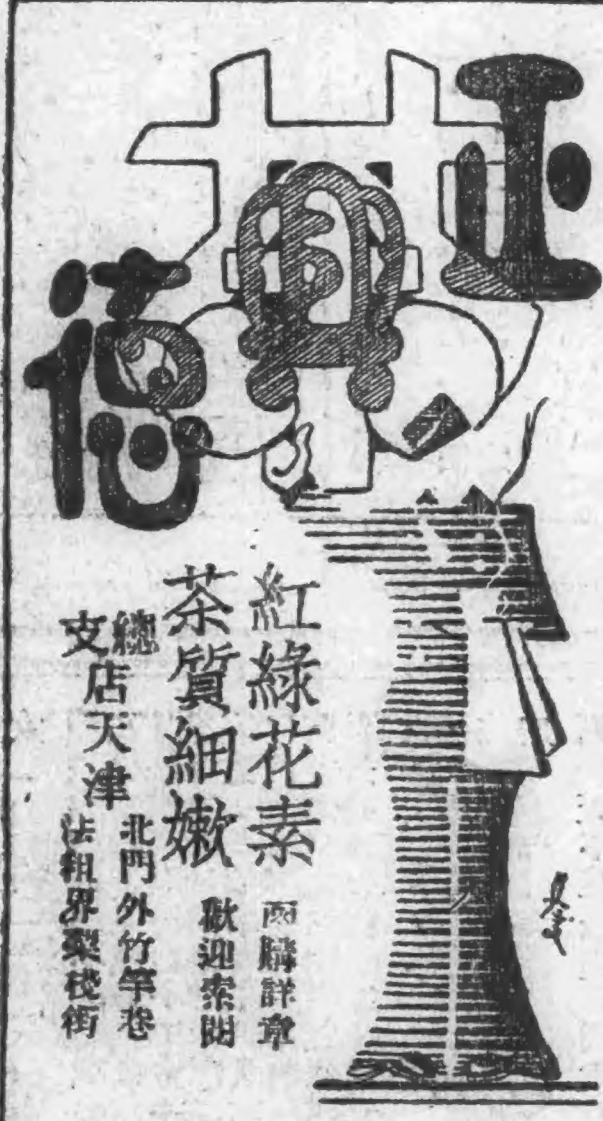 正興德
茶
紅綠花素
函購詳章
茶質細嫩
歡迎索閱
總支店天津
北門外竹竿巷
法租界梨棧街